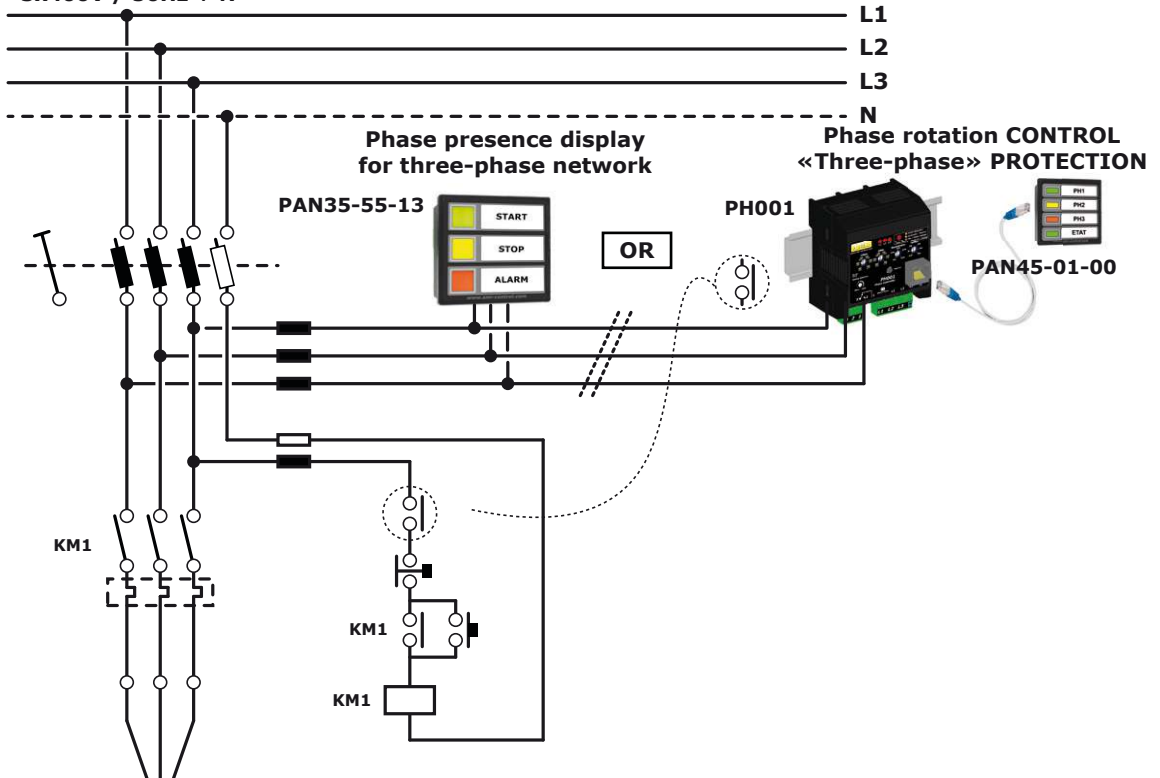 L1
L2
L3
N
Phase presence display
for three-phase network
Phase rotation CONTROL
«Three-phase» PROTECTION
PAN35-55-13
START
STOP
ALARM
OR
PH001
PH1
PH2
PH3
ETAT
PAN45-01-00
KM1
KM1
KM1